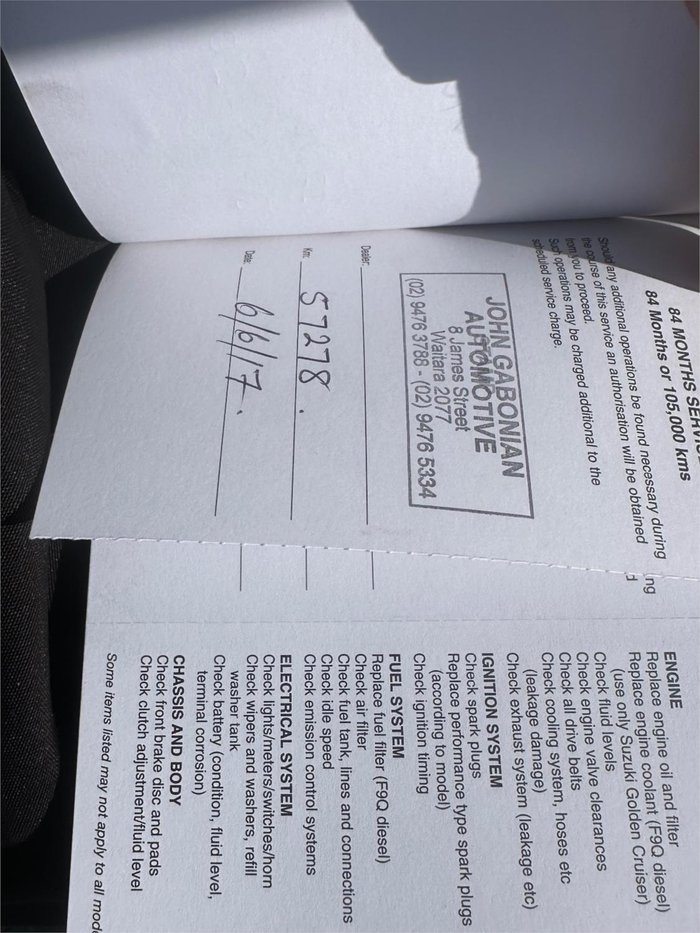 84 MONTHS
84 Months or 105,000 kms
Should any additional operations be found necessary during
the course of this service an authorisation will be obtained
from you to proceed.
Such operations may be charged additional to the
scheduled service charge.
JOHN GABONIAN
AUTOMOTIVE
8 James Street
Waitara 2077
(02) 9476 3788 - (02) 9476 5334
Dealer:
Km: 57278.
Date: 6/6/17.
ENGINE
Replace engine oil and filter
Replace engine coolant (F9Q diesel)
(use only Suzuki Golden Cruiser)
Check fluid levels
Check engine valve clearances
Check all drive belts
Check cooling system, hoses etc
(leakage damage)
Check exhaust system (leakage etc)
IGNITION SYSTEM
Check spark plugs
Replace performance type spark plugs
(according to model)
Check ignition timing
FUEL SYSTEM
Replace fuel filter (F9Q diesel)
Check air filter
Check fuel tank, lines and connections
Check idle speed
Check emission control systems
ELECTRICAL SYSTEM
Check lights/meters/switches/horn
Check wipers and washers, refill
washer tank
Check battery (condition, fluid level,
terminal corrosion)
CHASSIS AND BODY
Check front brake disc and pads
Check clutch adjustment/fluid level
Some items listed may not apply to all